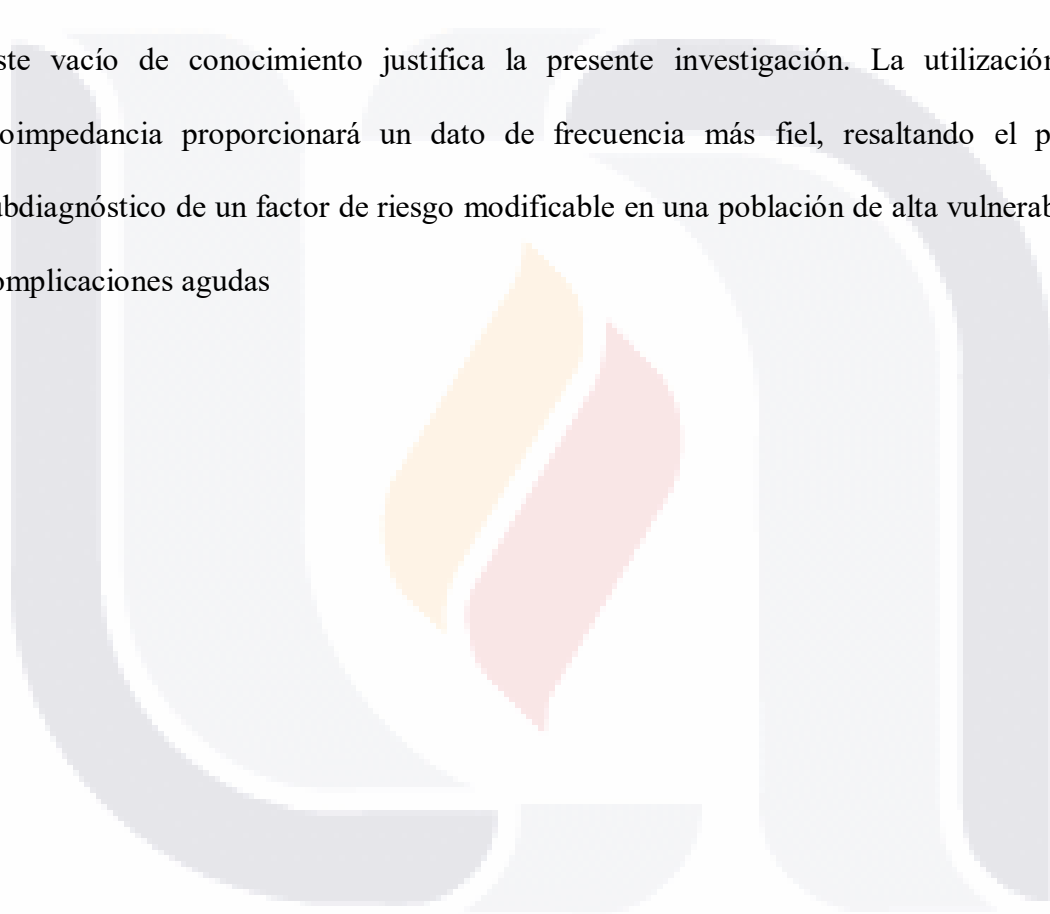 ste vacío de conocimiento justifica la presente investigación. La utilización
oimpedancia proporcionará un dato de frecuencia más fiel, resaltando el p
bdiagnóstico de un factor de riesgo modificable en una población de alta vulnerab
omplicaciones agudas